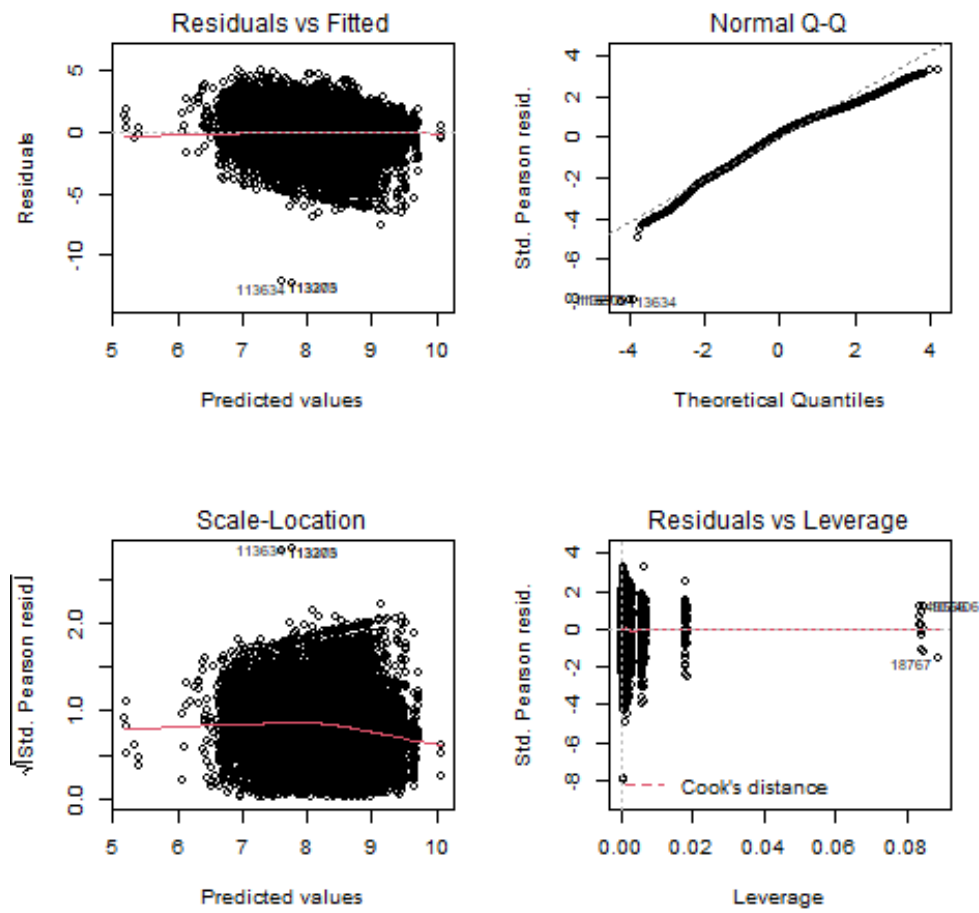 Residuals vs Fitted
Residuals
5
0
-5
-10
113634
5 6 7 8 9 10
Predicted values
Normal Q-Q
Std. Pearson resid.
4
2
0
-2
-4
-6
-8
113634
-4 -2 0 2 4
Theoretical Quantiles
Scale-Location
√|Std. Pearson resid|
2.0
1.0
0.0
5 6 7 8 9 10
Predicted values
Residuals vs Leverage
Std. Pearson resid.
4
2
0
-2
-4
-6
-8
18767
Cook's distance
0.00 0.02 0.04 0.06 0.08
Leverage